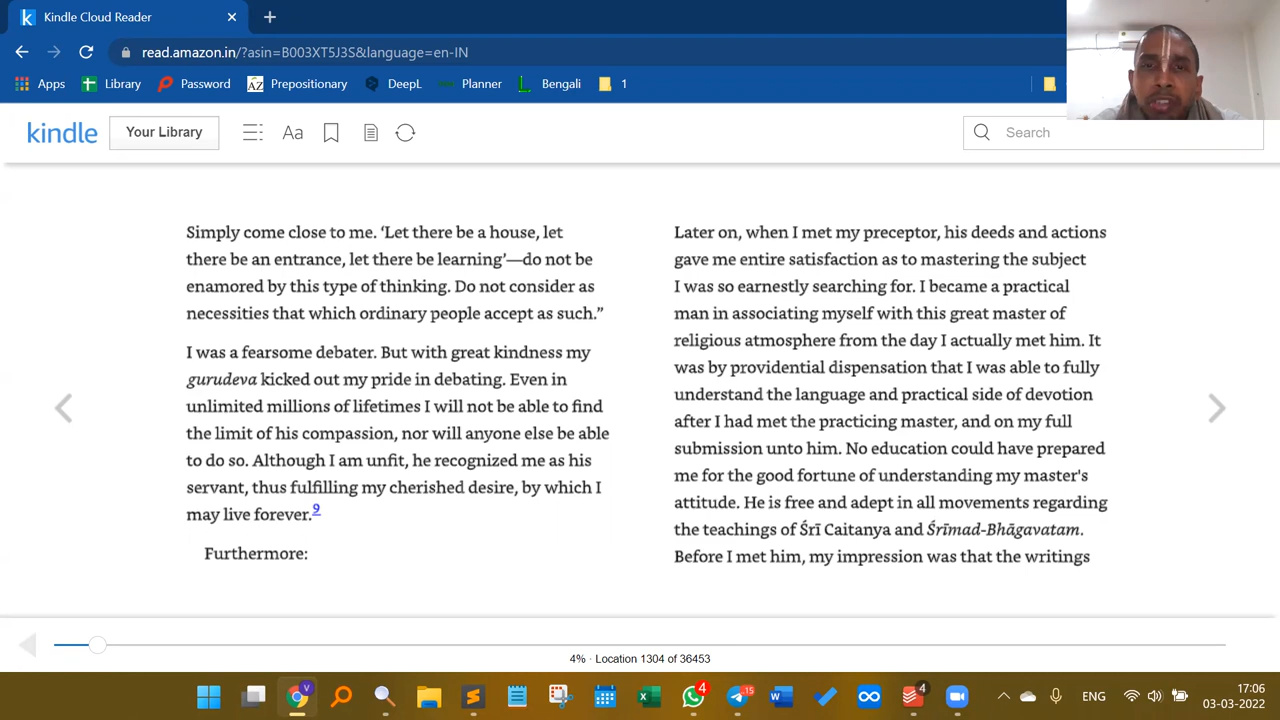 Kindle Cloud Reader
read.amazon.in/?asin=B003XT5J3S&language=en-IN
Apps Library Password Prepositionary DeepL Planner Bengali 1
kindle Your Library Aa Search
Simply come close to me. ‘Let there be a house, let
there be an entrance, let there be learning’—do not be
enamored by this type of thinking. Do not consider as
necessities that which ordinary people accept as such.”
I was a fearsome debater. But with great kindness my
gurudeva kicked out my pride in debating. Even in
unlimited millions of lifetimes I will not be able to find
the limit of his compassion, nor will anyone else be able
to do so. Although I am unfit, he recognized me as his
servant, thus fulfilling my cherished desire, by which I
may live forever.9
Furthermore:
Later on, when I met my preceptor, his deeds and actions
gave me entire satisfaction as to mastering the subject
I was so earnestly searching for. I became a practical
man in associating myself with this great master of
religious atmosphere from the day I actually met him. It
was by providential dispensation that I was able to fully
understand the language and practical side of devotion
after I had met the practicing master, and on my full
submission unto him. No education could have prepared
me for the good fortune of understanding my master's
attitude. He is free and adept in all movements regarding
the teachings of Śrī Caitanya and Śrīmad-Bhāgavatam.
Before I met him, my impression was that the writings
4% · Location 1304 of 36453
4 15 4 ENG 17:06
03-03-2022